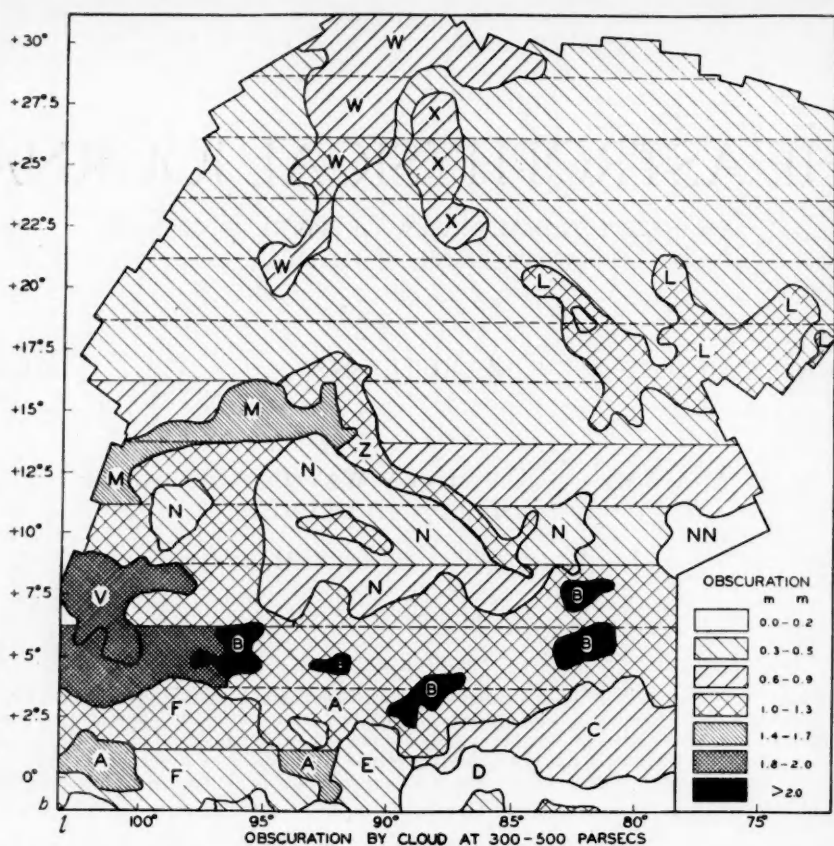 +30°
W
+27°.5
W
X
+25°
W
X
+22°.5
X
W
+20°
L
L
L
+17°.5
L
L
+15°
M
Z
+12°.5
M
N
N
+10°
N
N
NN
+7°.5
V
N
B
+5°
B
B
B
B
+2°.5
F
A
C
0°
A
F
A
E
D
b
l
100°
95°
90°
85°
80°
75°
OBSCURATION BY CLOUD AT 300-500 PARSECS
OBSCURATION
m m
0.0-0.2
0.3-0.5
0.6-0.9
1.0-1.3
1.4-1.7
1.8-2.0
>2.0